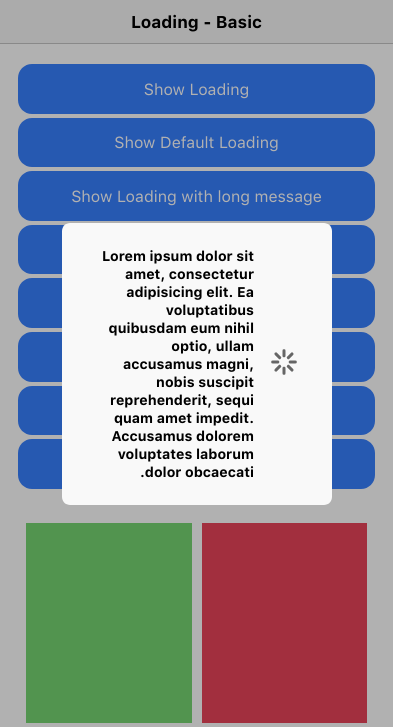 Loading - Basic
Show Loading
Show Default Loading
Show Loading with long message
Lorem ipsum dolor sit
amet, consectetur
adipisicing elit. Ea
voluptatibus
quibusdam eum nihil
optio, ullam
accusamus magni,
nobis suscipit
reprehenderit, sequi
quam amet impedit.
Accusamus dolorem
voluptates laborum
.dolor obcaecati